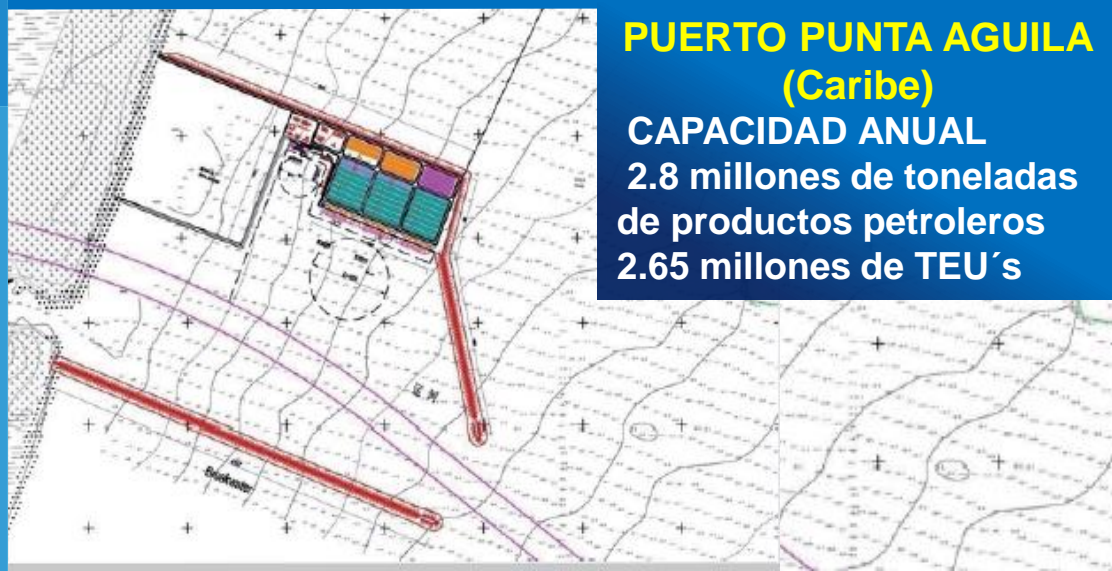 PUERTO PUNTA AGUILA
(Caribe)
CAPACIDAD ANUAL
2.8 millones de toneladas
de productos petroleros
2.65 millones de TEU´s
Breakwater